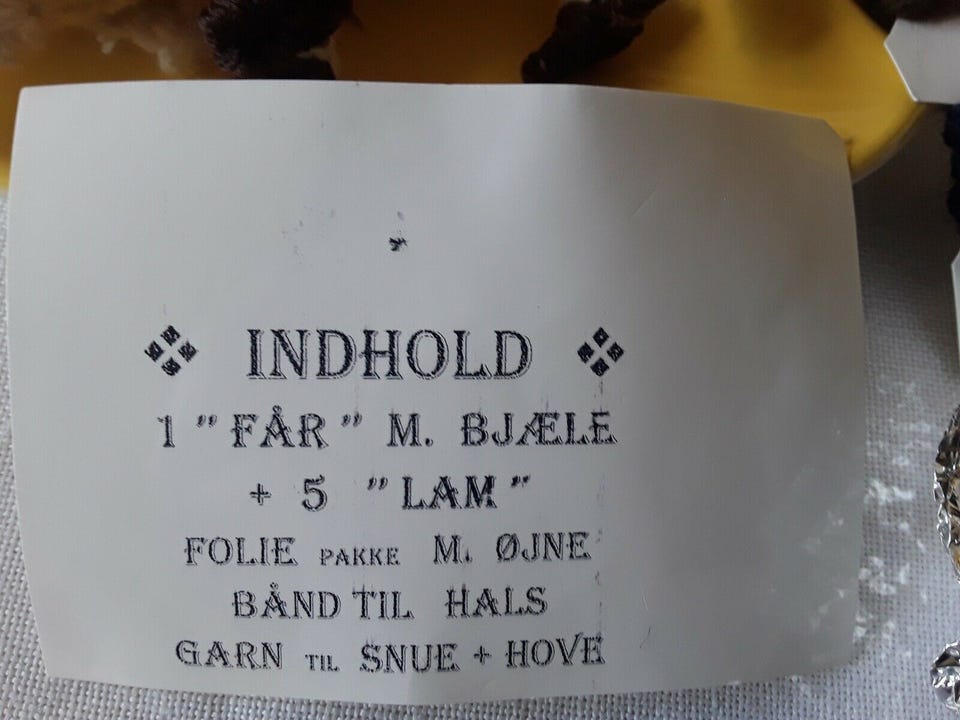 INDHOLD
1 " FÅR " M. BJÆLE
+ 5 " LAM "
FOLIE PAKKE M. ØJNE
BÅND TIL HALS
GARN TIL SNUE + HOVE